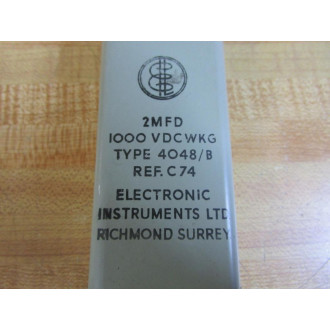 2MFD
1000 VDCWKG
TYPE 4048/B
REF. C74
ELECTRONIC
INSTRUMENTS LTD
RICHMOND SURREY